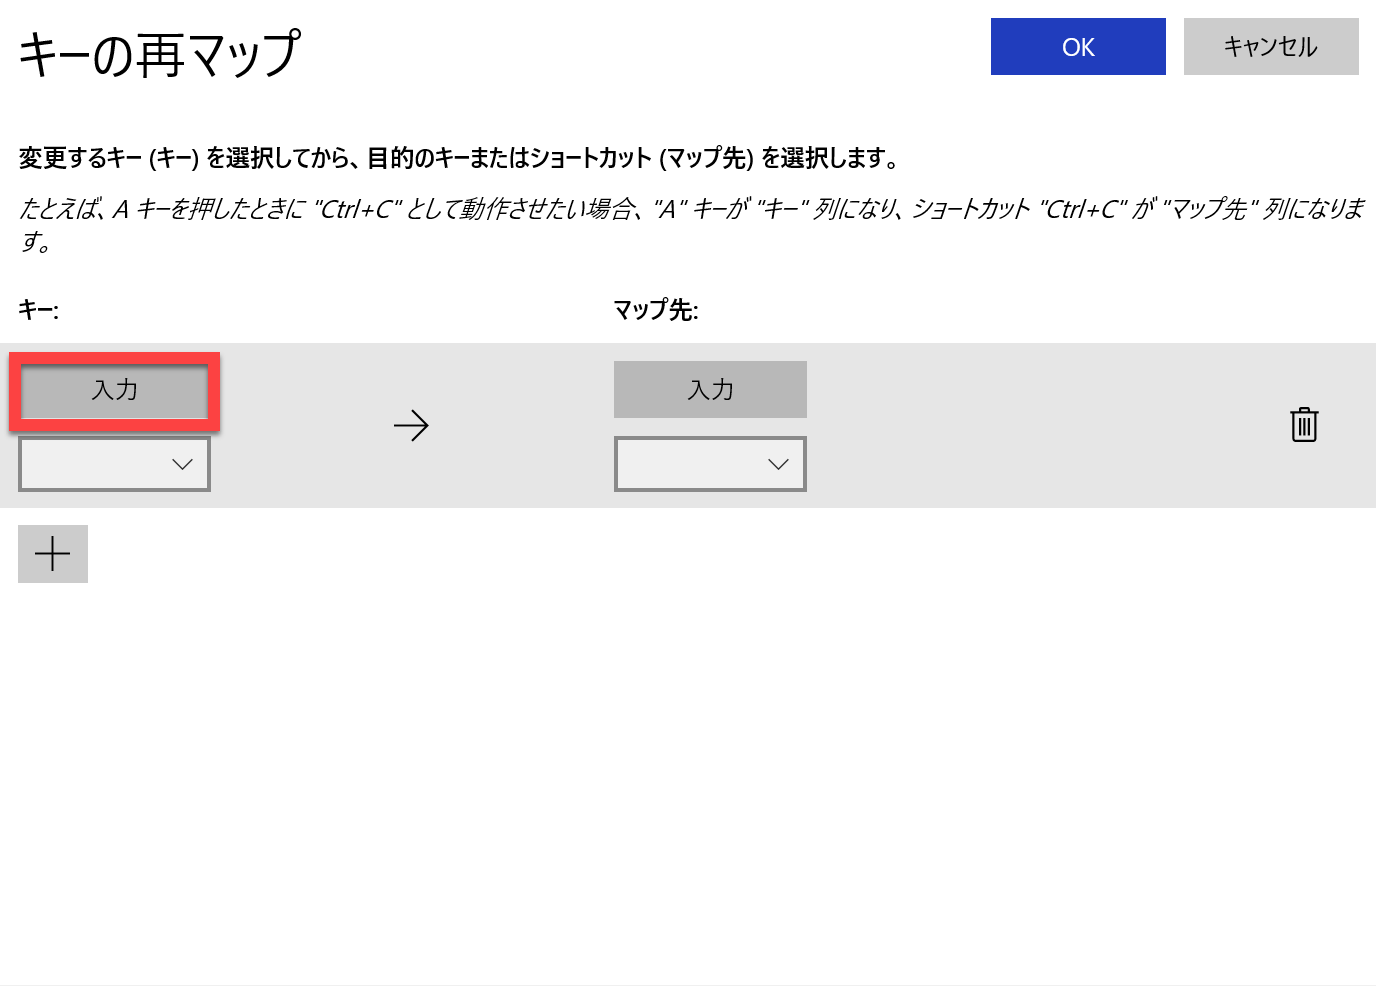 キーの再マップ
OK
キャンセル
変更するキー (キー) を選択してから、目的のキーまたはショートカット (マップ先) を選択します。
たとえば、A キーを押したときに "Ctrl+C" として動作させたい場合、"A" キーが "キー" 列になり、ショートカット "Ctrl+C" が "マップ先" 列になりま
す。
キー:
マップ先:
入力
入力